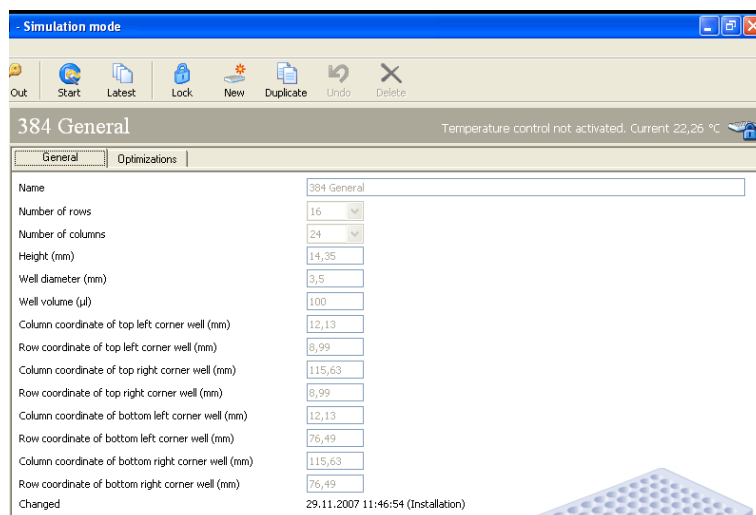 - Simulation mode
Out Start Latest Lock New Duplicate Undo Delete
384 General Temperature control not activated. Current 22,26 °C
General Optimizations
Name 384 General
Number of rows 16
Number of columns 24
Height (mm) 14,35
Well diameter (mm) 3,5
Well volume (µl) 100
Column coordinate of top left corner well (mm) 12,13
Row coordinate of top left corner well (mm) 8,99
Column coordinate of top right corner well (mm) 115,63
Row coordinate of top right corner well (mm) 8,99
Column coordinate of bottom left corner well (mm) 12,13
Row coordinate of bottom left corner well (mm) 76,49
Column coordinate of bottom right corner well (mm) 115,63
Row coordinate of bottom right corner well (mm) 76,49
Changed 29.11.2007 11:46:54 (Installation)